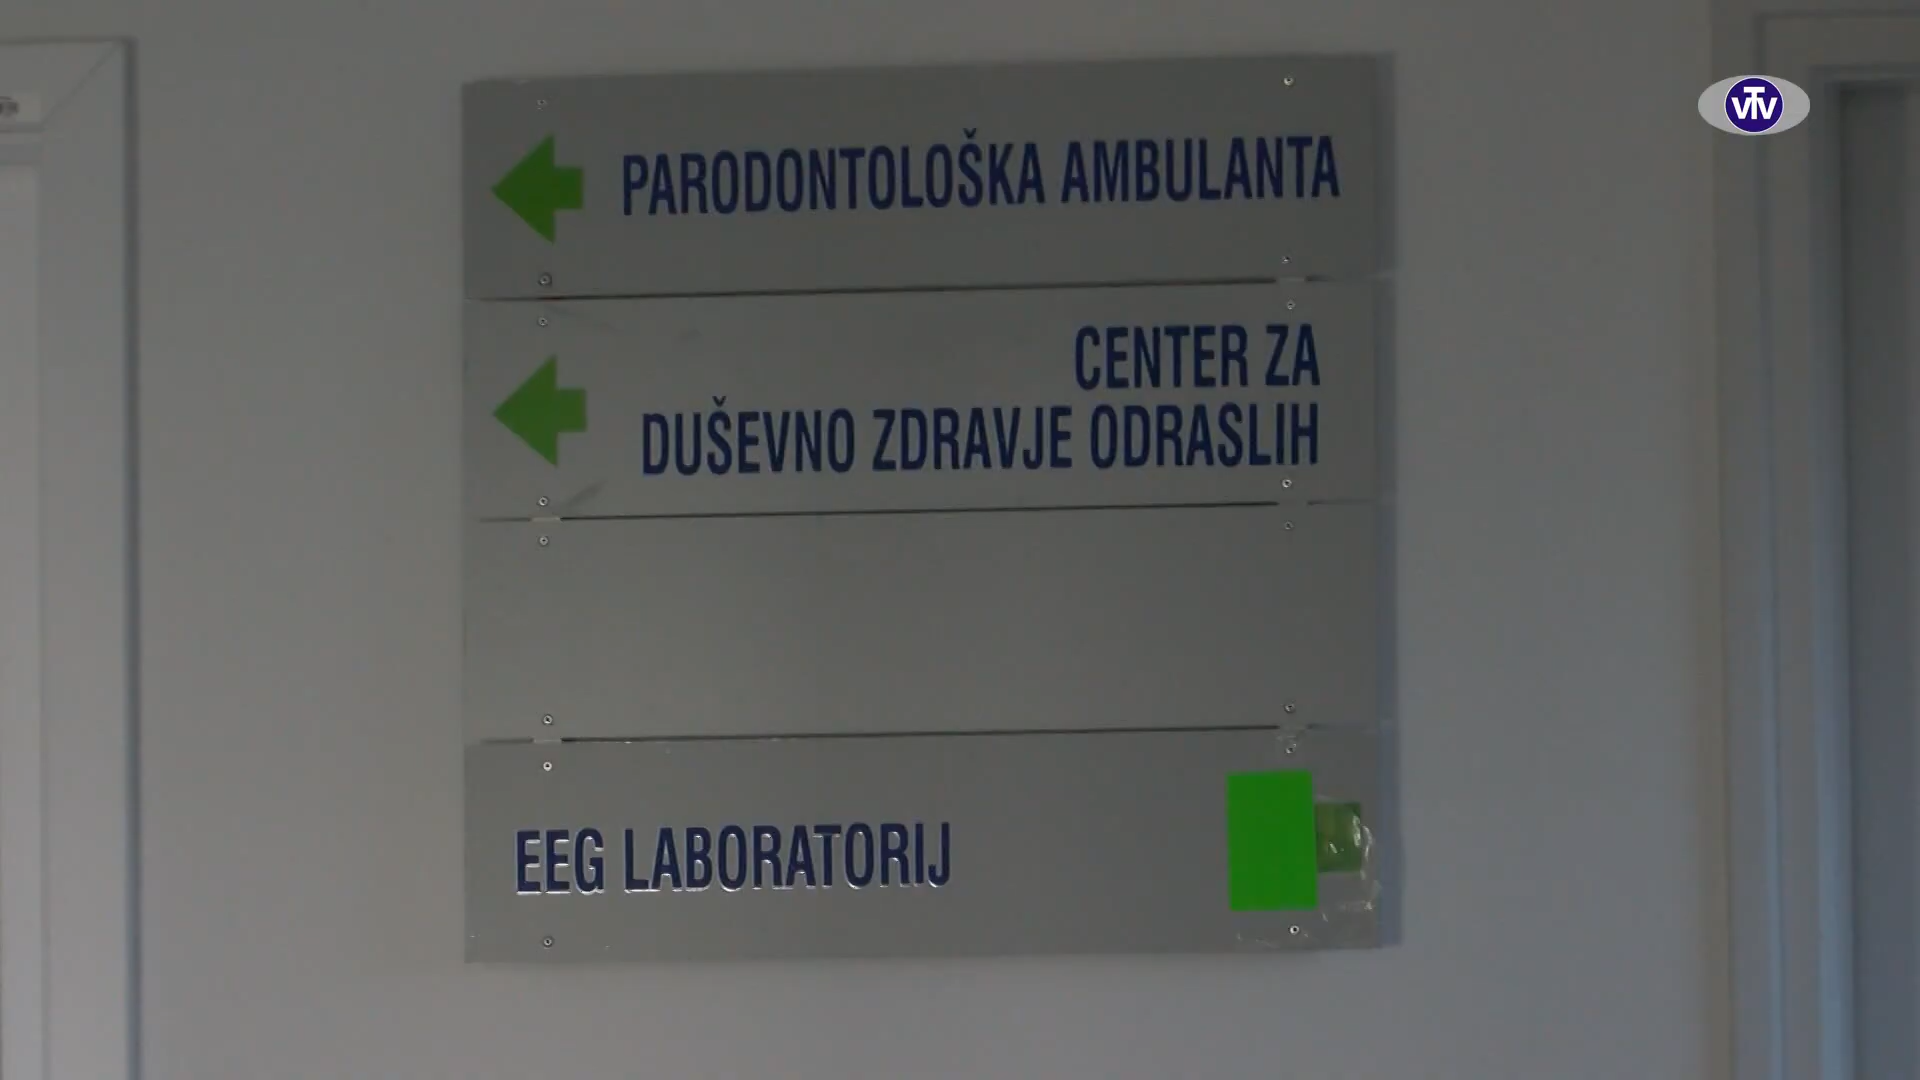 VTV
PARODONTOLOŠKA AMBULANTA
CENTER ZA
DUŠEVNO ZDRAVJE ODRASLIH
EEG LABORATORIJ